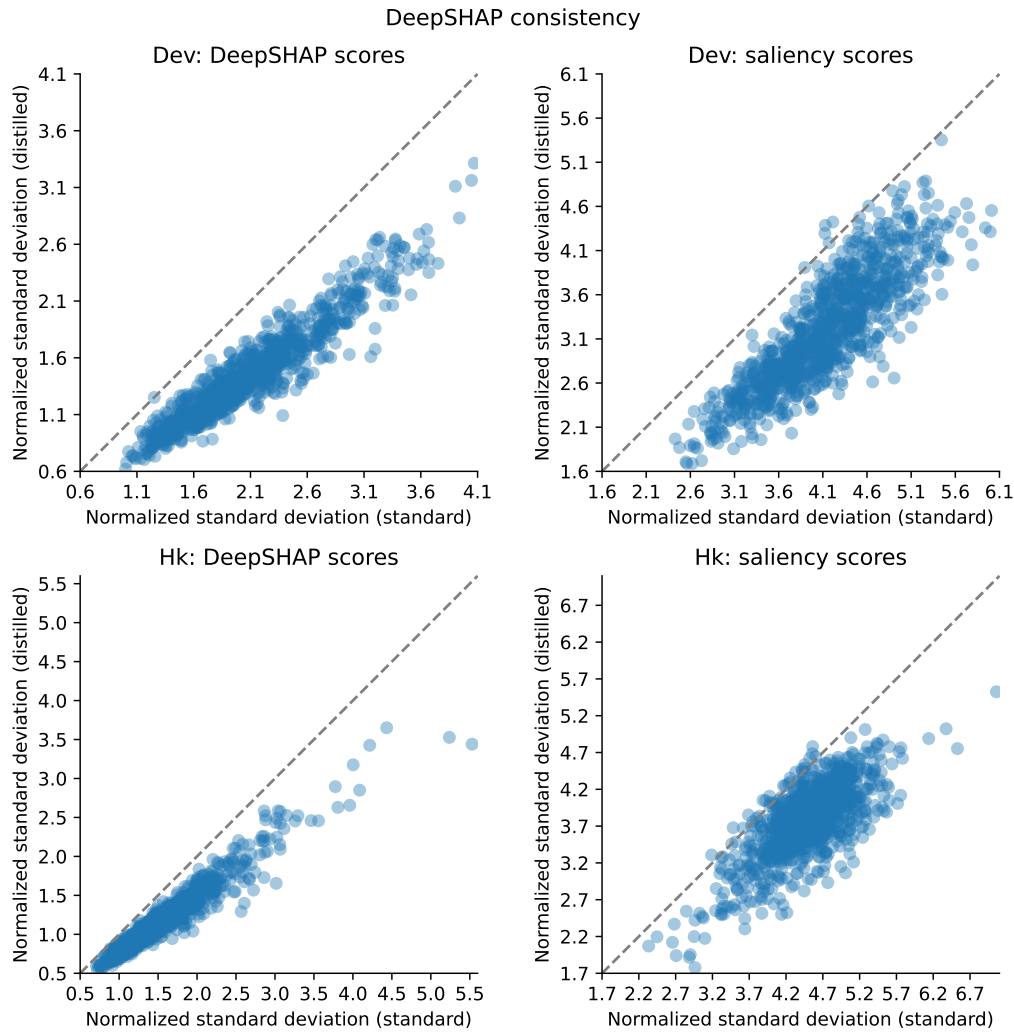 DeepSHAP consistency
Dev: DeepSHAP scores
4.1
3.6
3.1
2.6
2.1
1.6
1.1
0.6
Normalized standard deviation (distilled)
0.6 1.1 1.6 2.1 2.6 3.1 3.6 4.1
Normalized standard deviation (standard)
Dev: saliency scores
6.1
5.6
5.1
4.6
4.1
3.6
3.1
2.6
2.1
1.6
Normalized standard deviation (distilled)
1.6 2.1 2.6 3.1 3.6 4.1 4.6 5.1 5.6 6.1
Normalized standard deviation (standard)
Hk: DeepSHAP scores
5.5
5.0
4.5
4.0
3.5
3.0
2.5
2.0
1.5
1.0
0.5
Normalized standard deviation (distilled)
0.5 1.0 1.5 2.0 2.5 3.0 3.5 4.0 4.5 5.0 5.5
Normalized standard deviation (standard)
Hk: saliency scores
6.7
6.2
5.7
5.2
4.7
4.2
3.7
3.2
2.7
2.2
1.7
Normalized standard deviation (distilled)
1.7 2.2 2.7 3.2 3.7 4.2 4.7 5.2 5.7 6.2 6.7
Normalized standard deviation (standard)